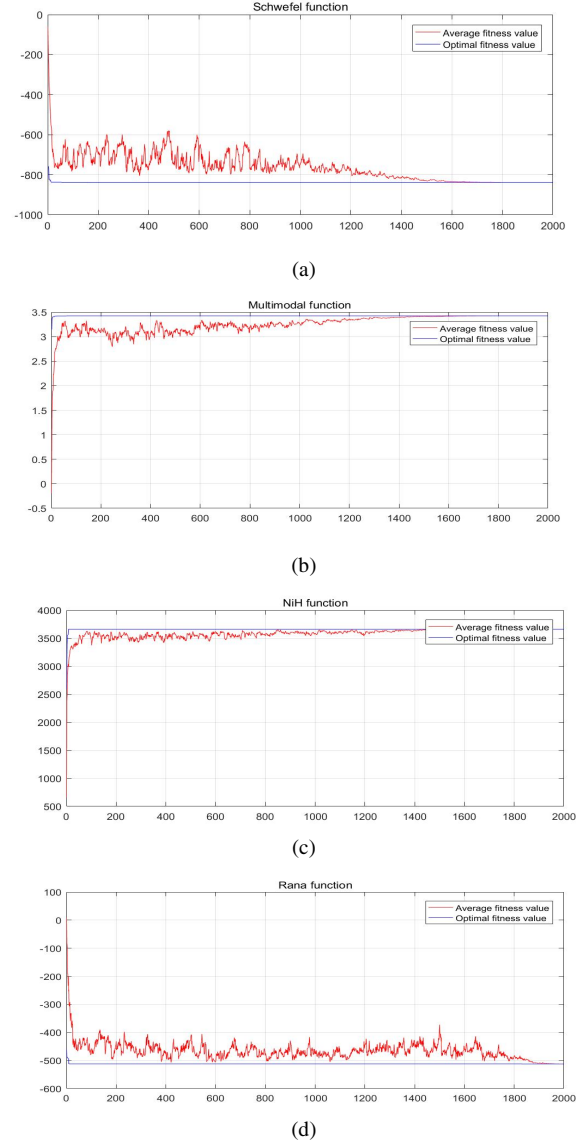 Schwefel function
0
-200
-400
-600
-800
-1000
Average fitness value
Optimal fitness value
0 200 400 600 800 1000 1200 1400 1600 1800 2000
(a)
Multimodal function
3.5
3
2.5
2
1.5
1
0.5
0
-0.5
Average fitness value
Optimal fitness value
0 200 400 600 800 1000 1200 1400 1600 1800 2000
(b)
NiH function
4000
3500
3000
2500
2000
1500
1000
500
Average fitness value
Optimal fitness value
0 200 400 600 800 1000 1200 1400 1600 1800 2000
(c)
Rana function
100
0
-100
-200
-300
-400
-500
-600
Average fitness value
Optimal fitness value
0 200 400 600 800 1000 1200 1400 1600 1800 2000
(d)